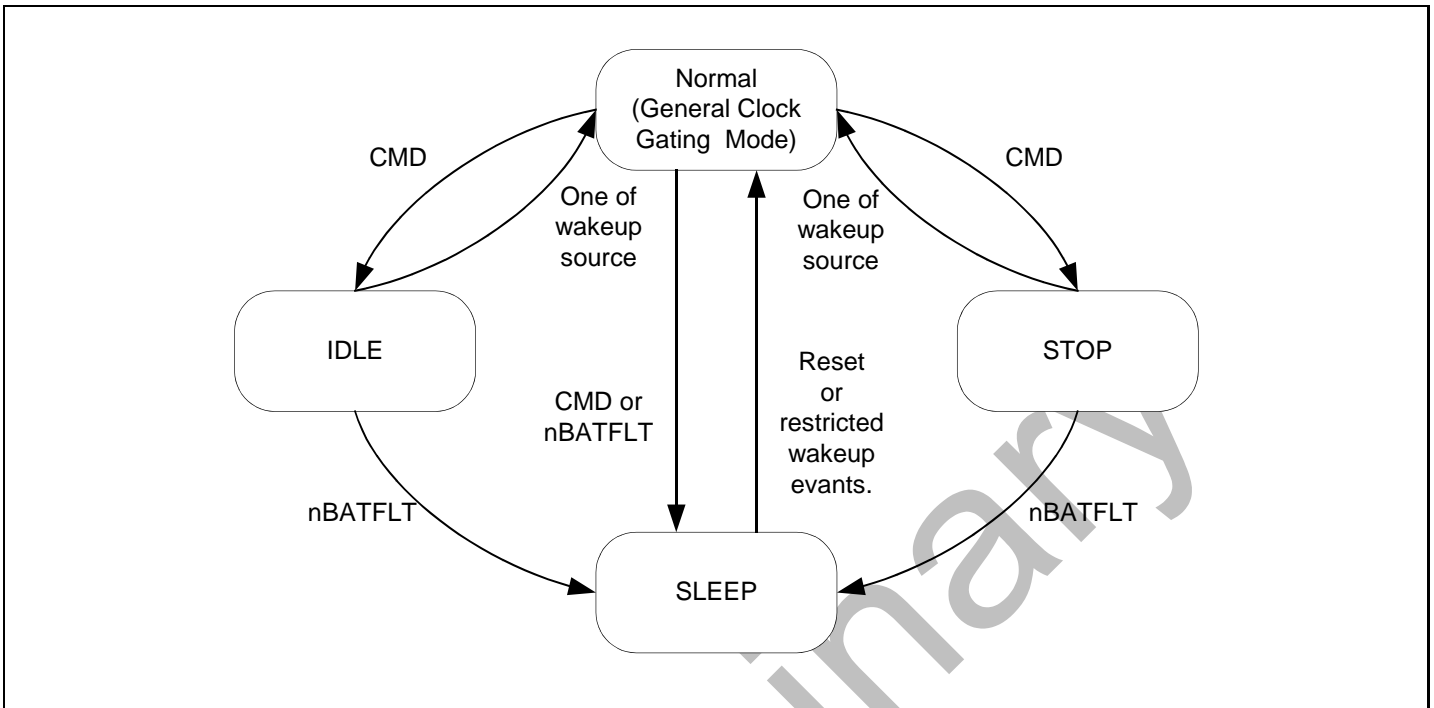 Normal
(General Clock
Gating Mode)
CMD
CMD
One of
wakeup
source
One of
wakeup
source
IDLE
STOP
CMD or
nBATFLT
Reset
or
restricted
wakeup
evants.
nBATFLT
nBATFLT
SLEEP
inary